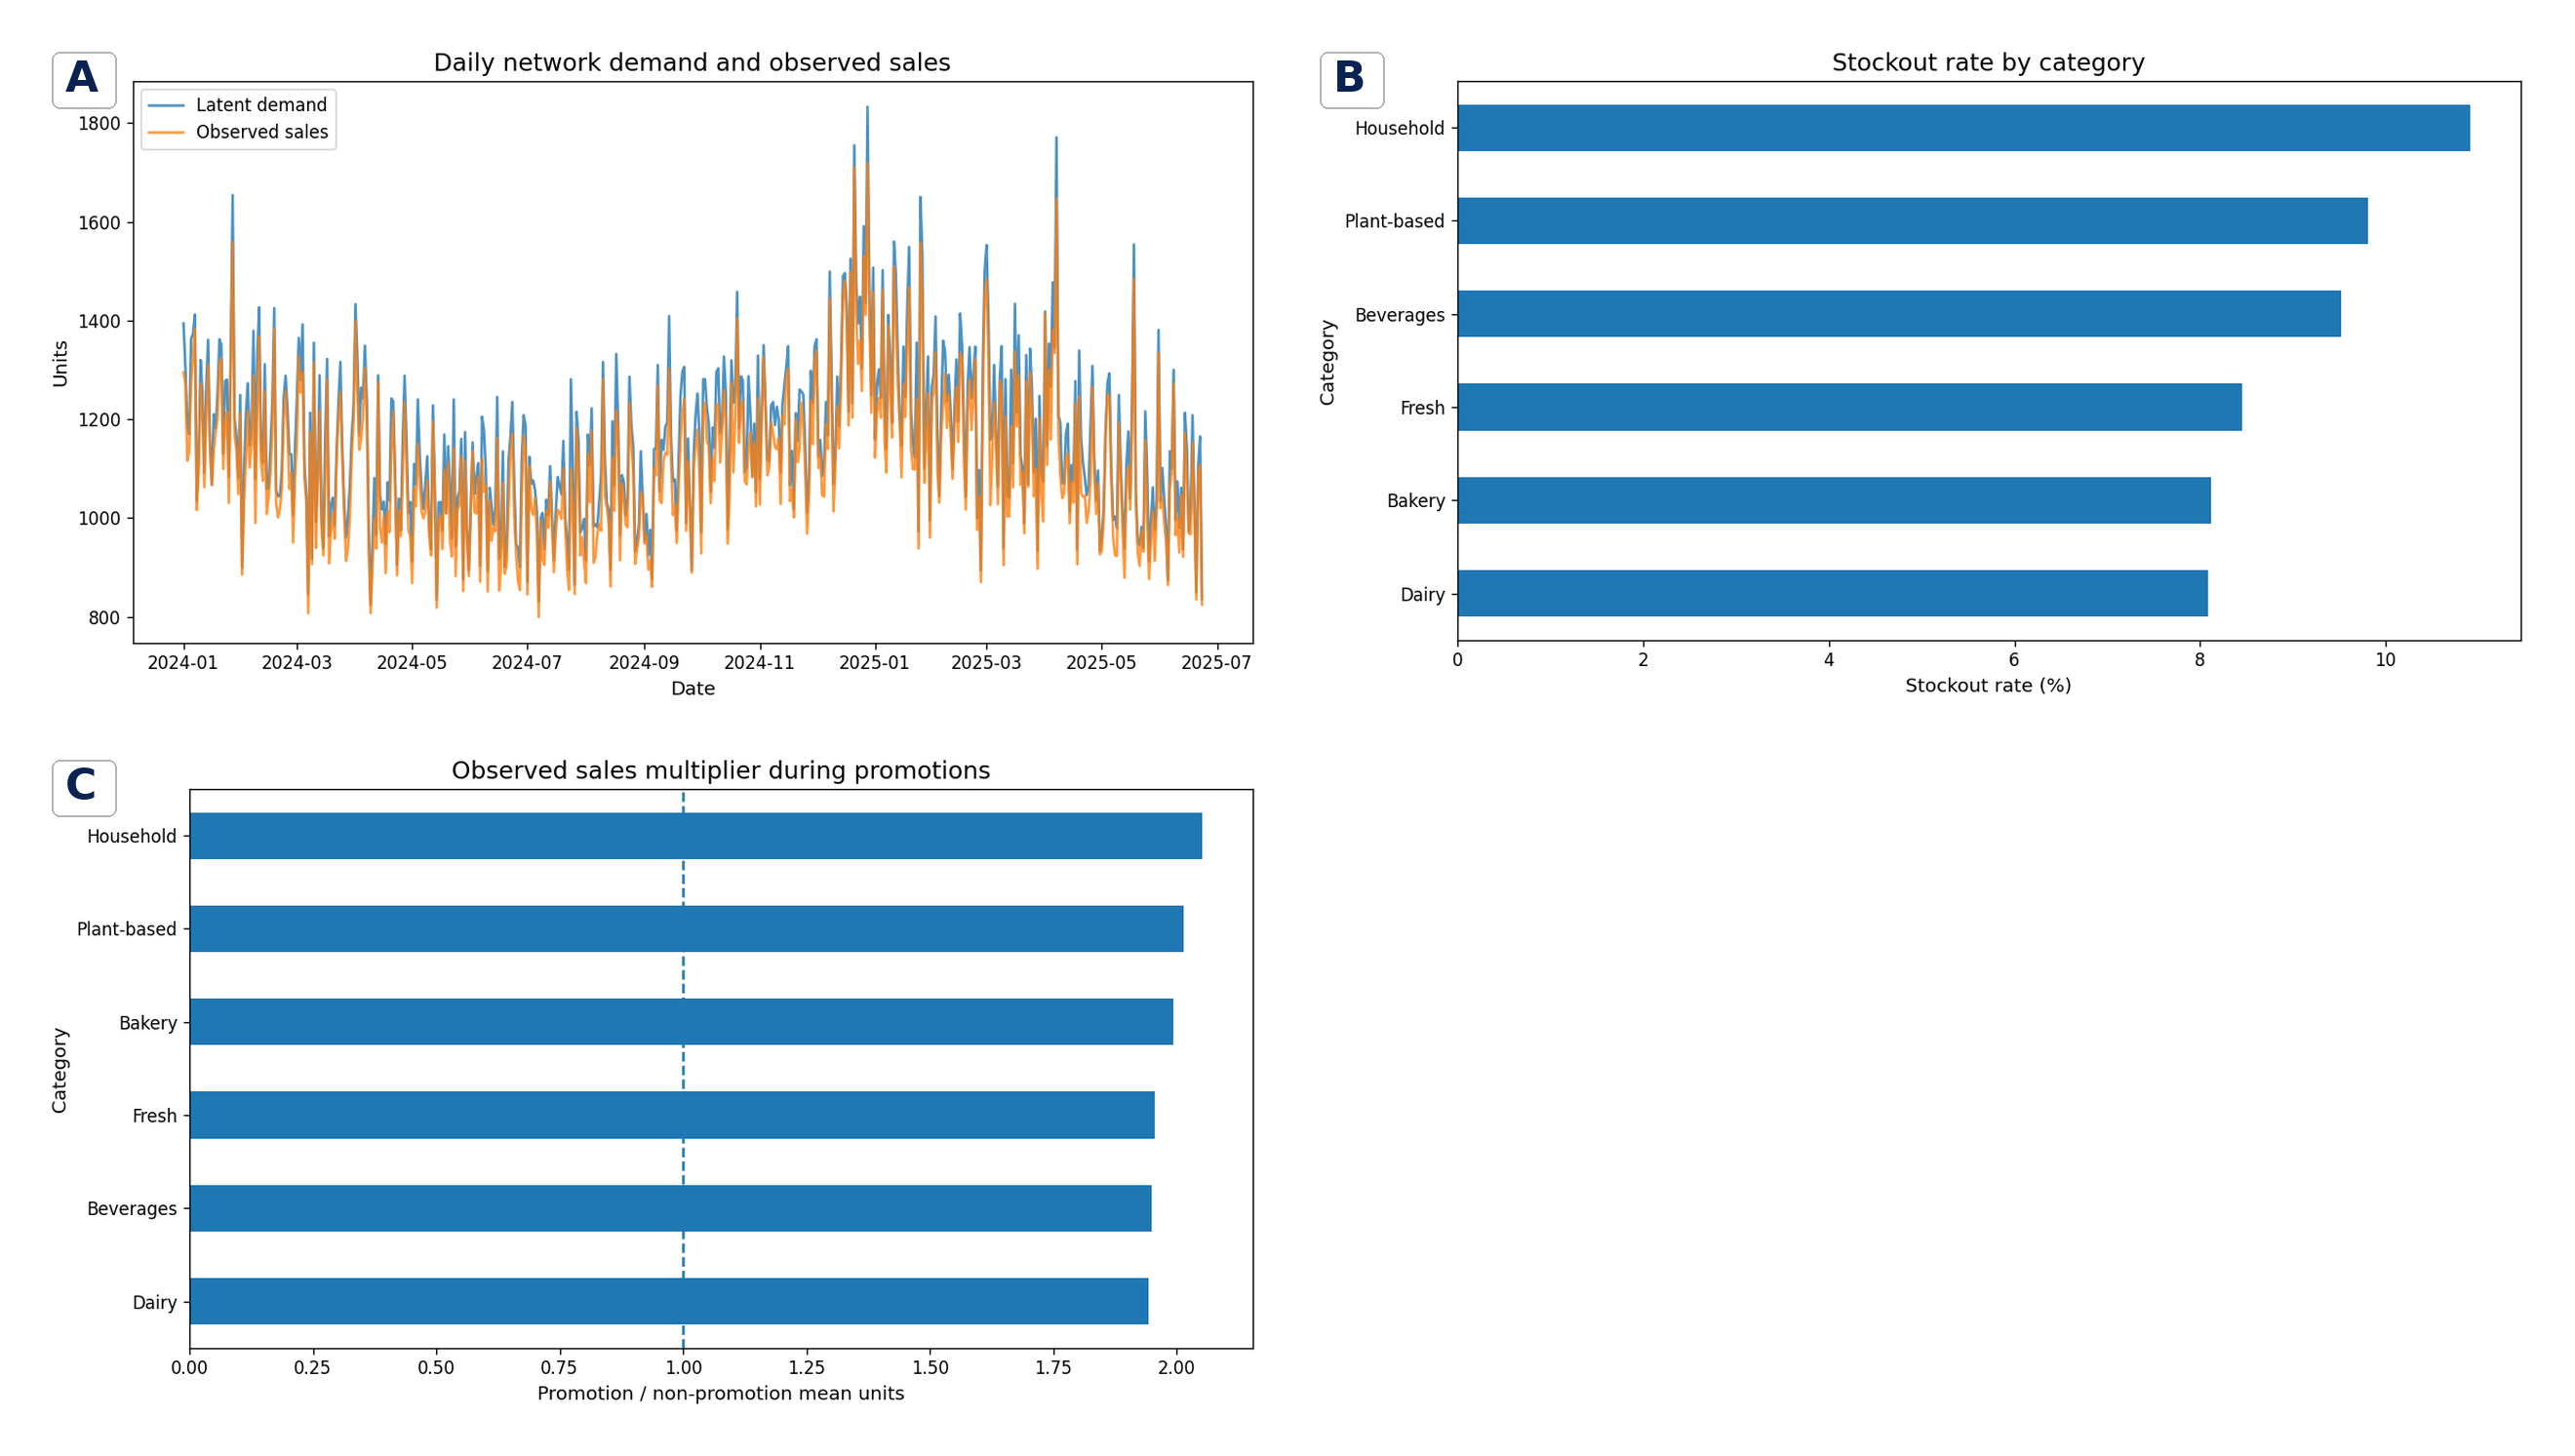 A
Daily network demand and observed sales
Latent demand
Observed sales
Units
1800
1600
1400
1200
1000
800
2024-01 2024-03 2024-05 2024-07 2024-09 2024-11 2025-01 2025-03 2025-05 2025-07
Date
B
Stockout rate by category
Category
Household
Plant-based
Beverages
Fresh
Bakery
Dairy
0 2 4 6 8 10
Stockout rate (%)
C
Observed sales multiplier during promotions
Category
Household
Plant-based
Bakery
Fresh
Beverages
Dairy
0.00 0.25 0.50 0.75 1.00 1.25 1.50 1.75 2.00
Promotion / non-promotion mean units